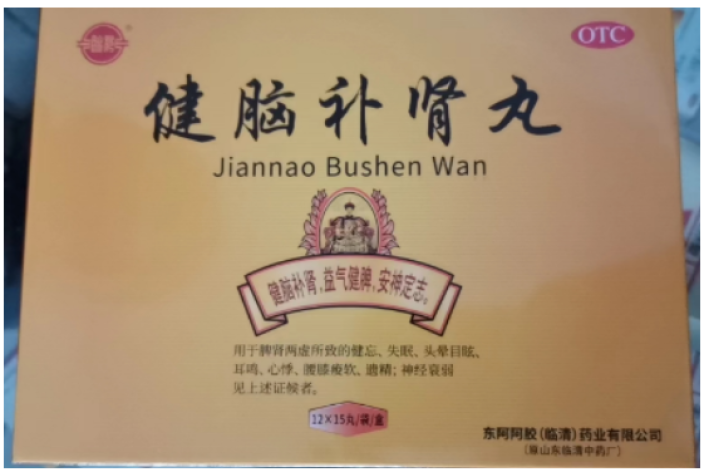 OTC
健脑补肾丸
Jiannao Bushen Wan
健脑补肾,益气健脾,安神定志。
用于脾肾两虚所致的健忘、失眠、头晕目眩、
耳鸣、心悸、腰膝痠软、遗精;神经衰弱
见上述证候者。
12×15丸/袋/盒
东阿阿胶(临清)药业有限公司
(原山东临清中药厂)